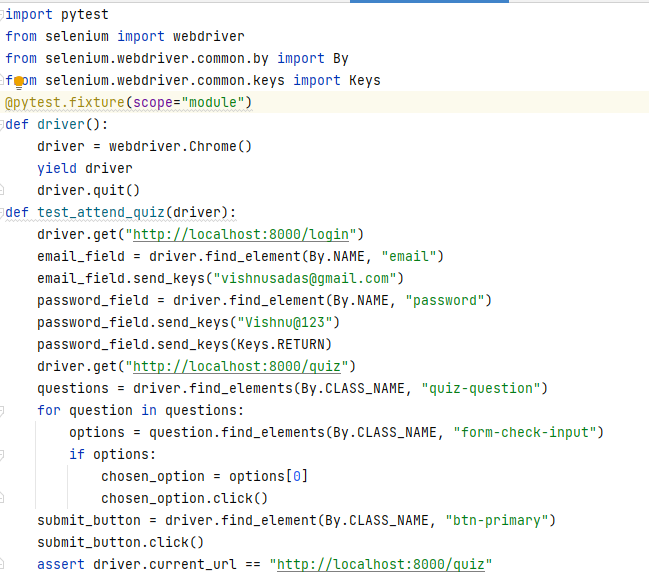 import pytest
from selenium import webdriver
from selenium.webdriver.common.by import By
from selenium.webdriver.common.keys import Keys
@pytest.fixture(scope="module")
def driver():
    driver = webdriver.Chrome()
    yield driver
    driver.quit()
def test_attend_quiz(driver):
    driver.get("http://localhost:8000/login")
    email_field = driver.find_element(By.NAME, "email")
    email_field.send_keys("vishnusadas@gmail.com")
    password_field = driver.find_element(By.NAME, "password")
    password_field.send_keys("Vishnu@123")
    password_field.send_keys(Keys.RETURN)
    driver.get("http://localhost:8000/quiz")
    questions = driver.find_elements(By.CLASS_NAME, "quiz-question")
    for question in questions:
        options = question.find_elements(By.CLASS_NAME, "form-check-input")
        if options:
            chosen_option = options[0]
            chosen_option.click()
    submit_button = driver.find_element(By.CLASS_NAME, "btn-primary")
    submit_button.click()
    assert driver.current_url == "http://localhost:8000/quiz"